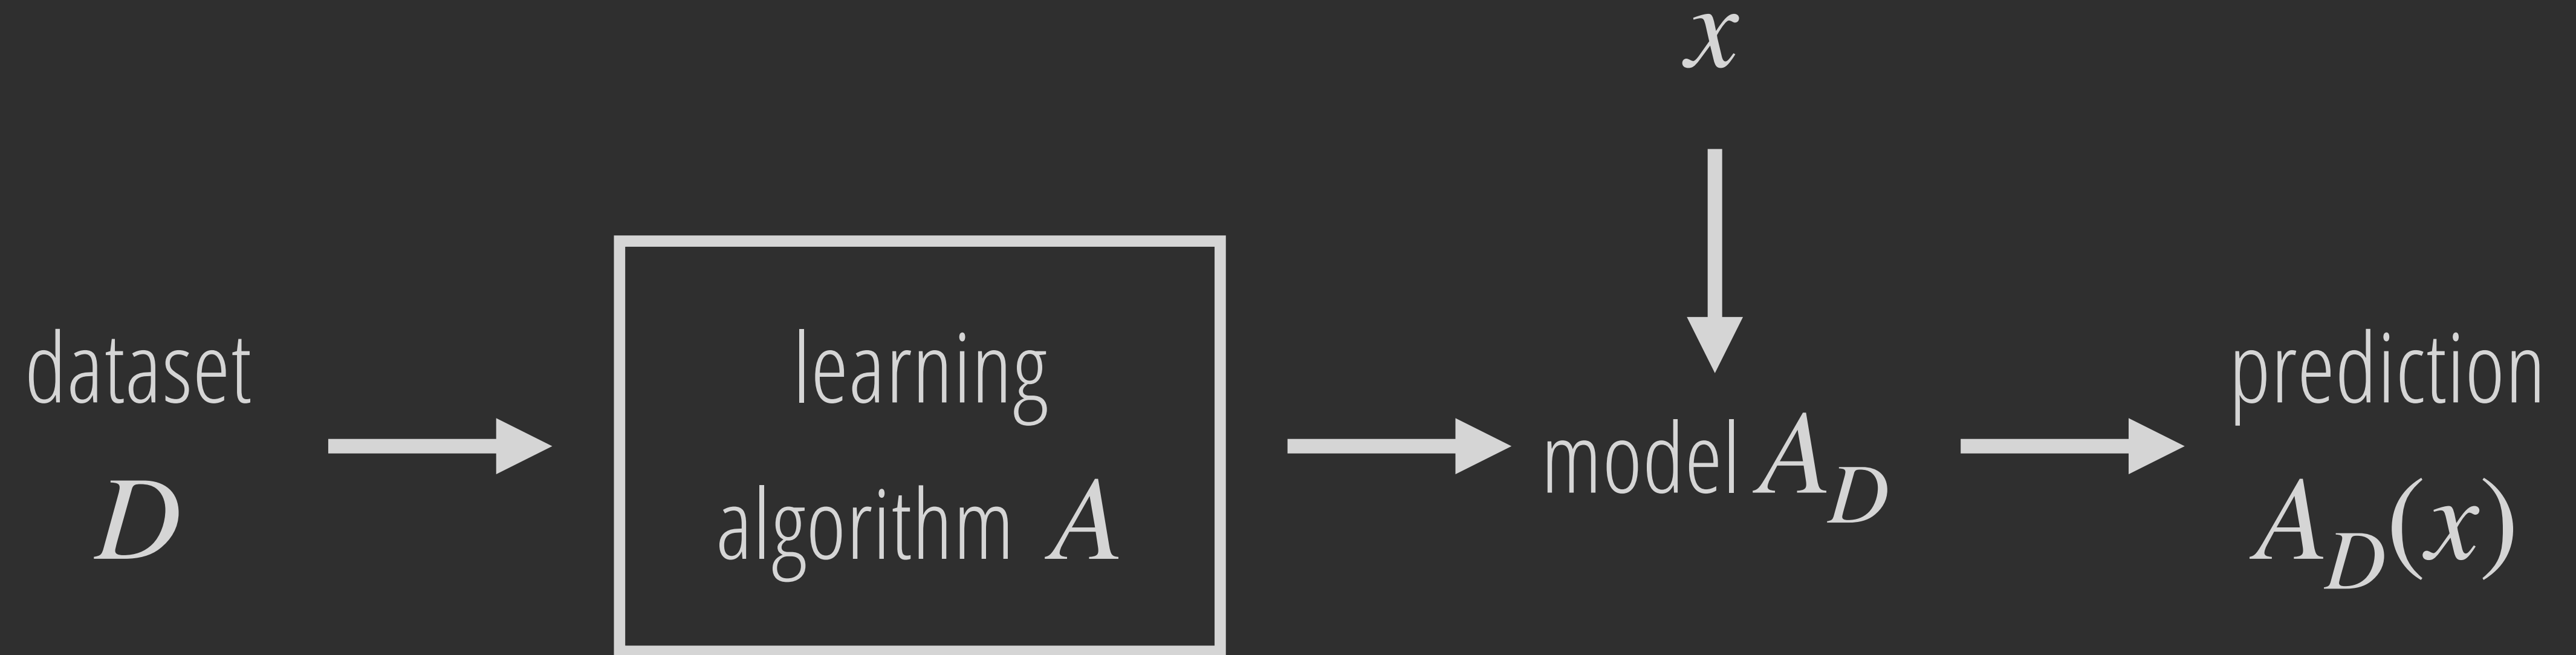 x
dataset
D
learning
algorithm A
model A_D
prediction
A_D(x)